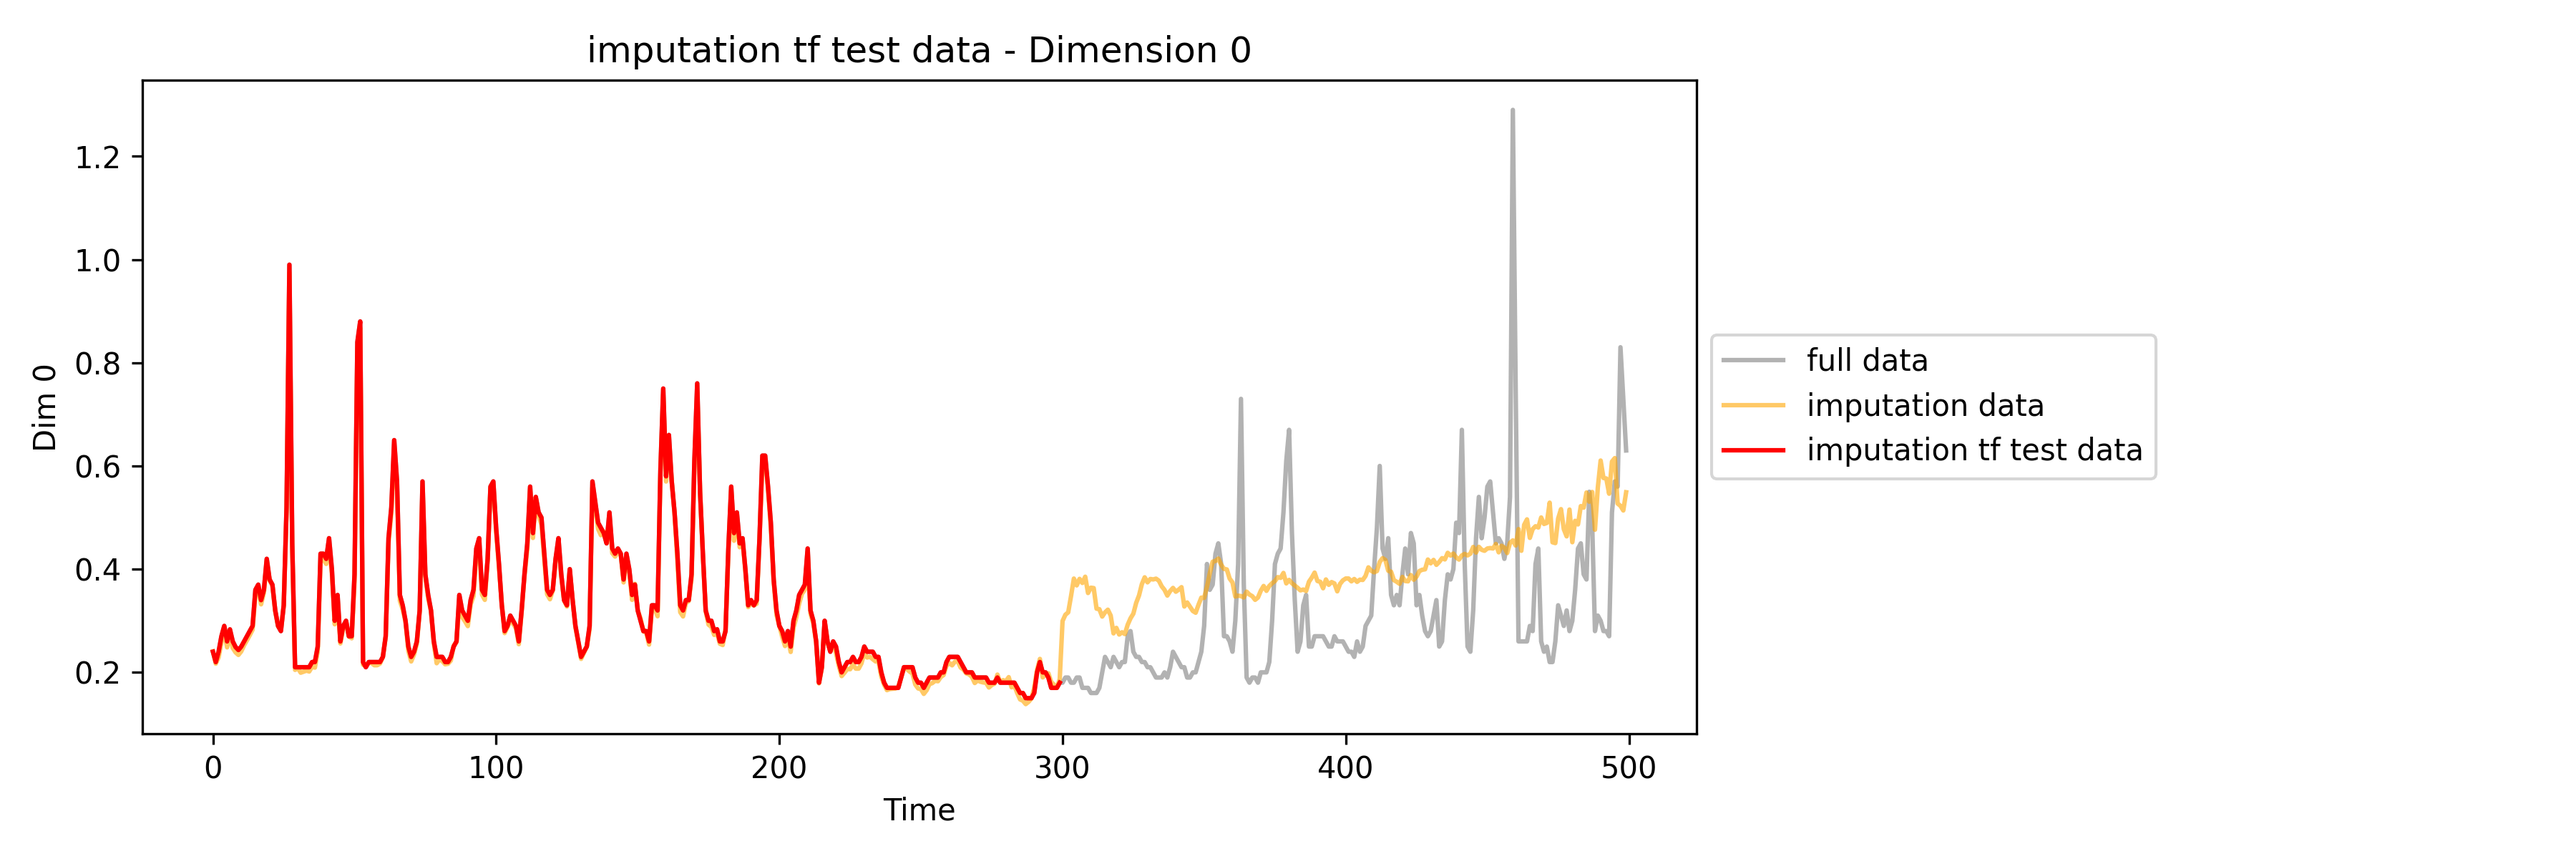 imputation tf test data - Dimension 0
Dim 0
1.2
1.0
0.8
0.6
0.4
0.2
0
100
200
300
400
500
Time
full data
imputation data
imputation tf test data